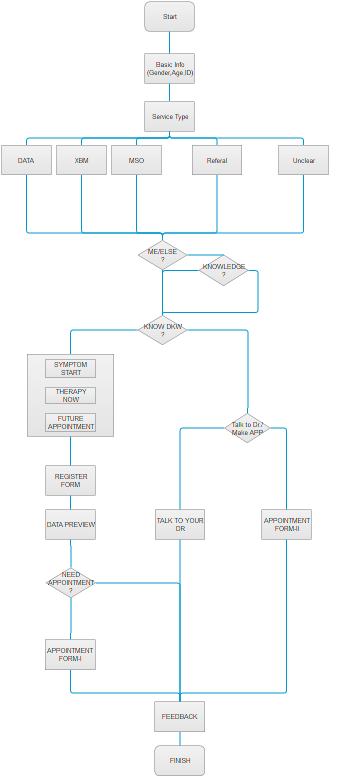 Start
Basic Info
(Gender,Age,ID)
Service Type
DATA
XBM
MSO
Referal
Unclear
ME/ELSE
?
KNOWLEDGE
?
KNOW DKW
?
SYMPTOM
START
THERAPY
NOW
FUTURE
APPOINTMENT
Talk to Dr./
Make APP
REGISTER
FORM
DATA PREVIEW
TALK TO YOUR
DR
APPOINTMENT
FORM-II
NEED
APPOINTMENT
?
APPOINTMENT
FORM-I
FEEDBACK
FINISH